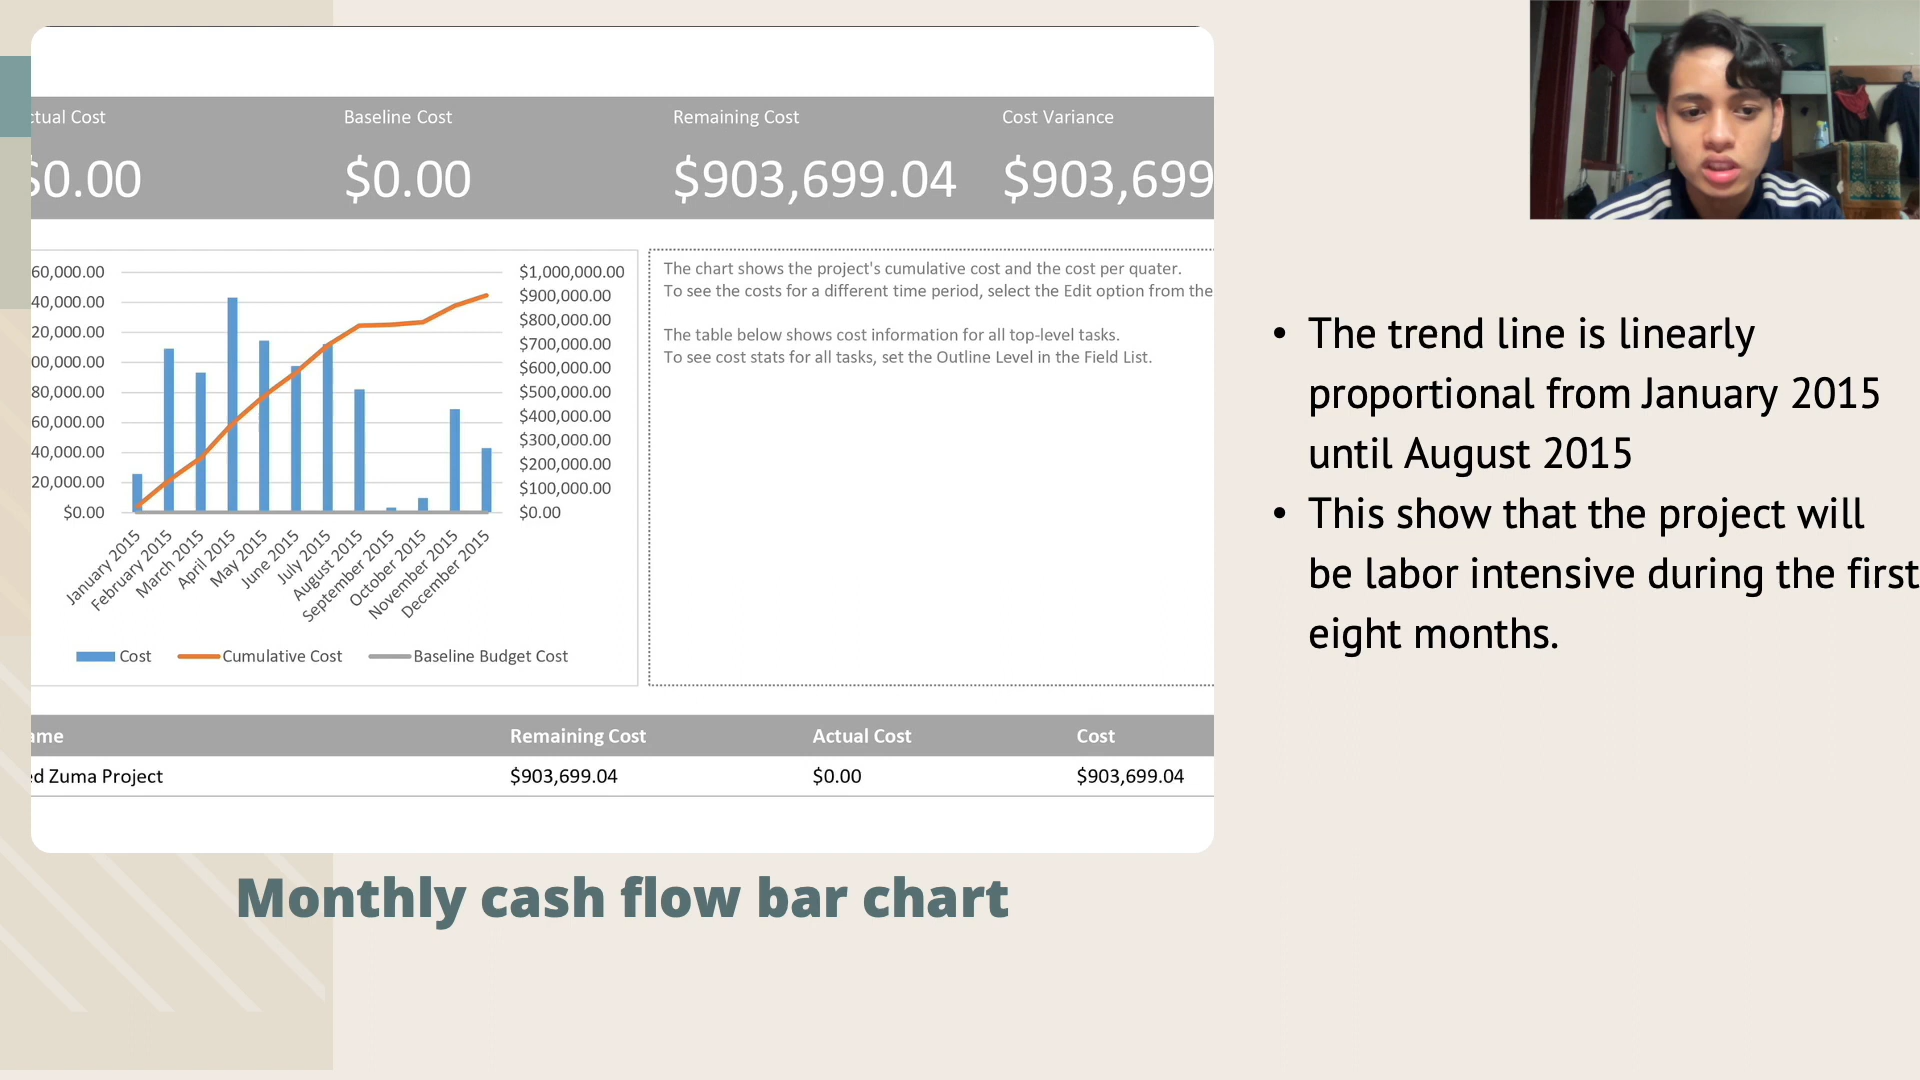 ctual Cost Baseline Cost Remaining Cost Cost Variance
$0.00 $0.00 $903,699.04 $903,699
60,000.00
40,000.00
20,000.00
00,000.00
80,000.00
60,000.00
40,000.00
20,000.00
$0.00
$1,000,000.00
$900,000.00
$800,000.00
$700,000.00
$600,000.00
$500,000.00
$400,000.00
$300,000.00
$200,000.00
$100,000.00
$0.00
January 2015
February 2015
March 2015
April 2015
May 2015
June 2015
July 2015
August 2015
September 2015
October 2015
November 2015
December 2015
Cost Cumulative Cost Baseline Budget Cost
The chart shows the project's cumulative cost and the cost per quater.
To see the costs for a different time period, select the Edit option from the
The table below shows cost information for all top-level tasks.
To see cost stats for all tasks, set the Outline Level in the Field List.
ame Remaining Cost Actual Cost Cost
ed Zuma Project $903,699.04 $0.00 $903,699.04
Monthly cash flow bar chart
• The trend line is linearly
proportional from January 2015
until August 2015
• This show that the project will
be labor intensive during the first
eight months.